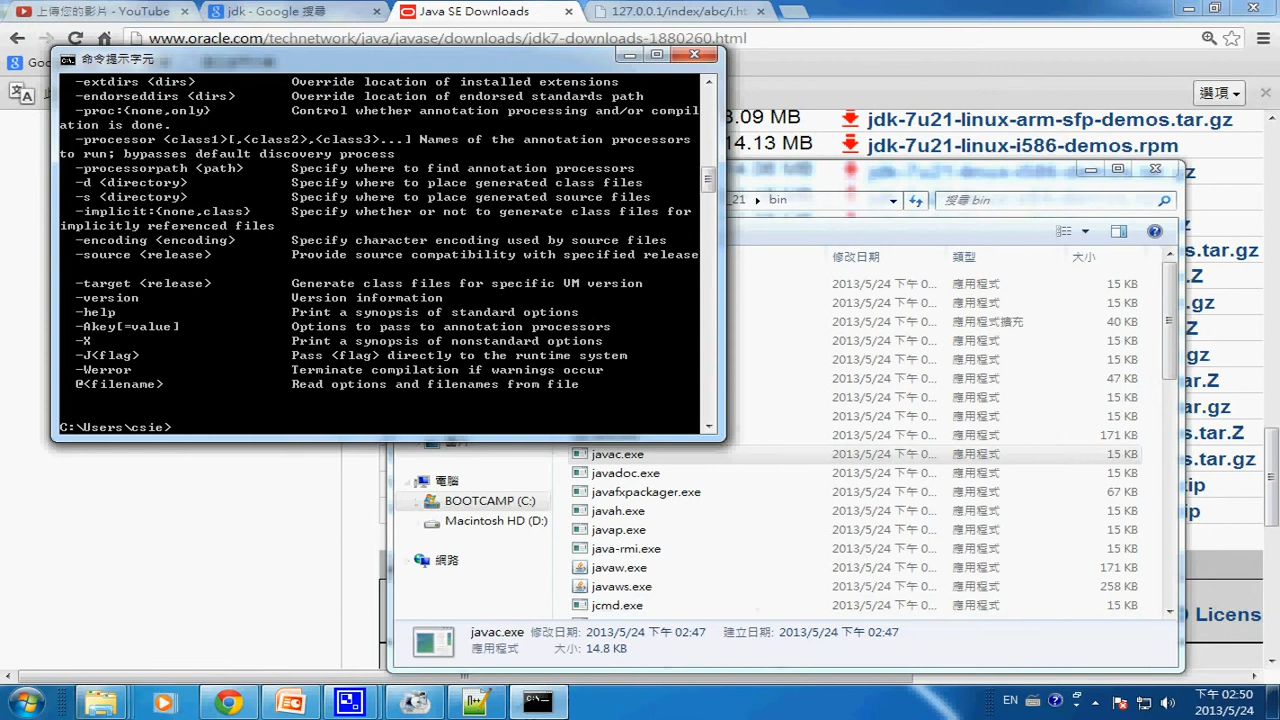 上傳您的影片 - YouTube
jdk - Google 搜尋
Java SE Downloads
127.0.0.1/index/abc/i.ht
www.oracle.com/technetwork/java/javase/downloads/jdk7-downloads-1880260.html
Goo
選項
命令提示字元
-extdirs <dirs> Override location of installed extensions
-endorseddirs <dirs> Override location of endorsed standards path
-proc:{none,only} Control whether annotation processing and/or compil
ation is done.
-processor <class1>[,<class2>,<class3>...] Names of the annotation processors
to run; bypasses default discovery process
-processorpath <path> Specify where to find annotation processors
-d <directory> Specify where to place generated class files
-s <directory> Specify where to place generated source files
-implicit:{none,class} Specify whether or not to generate class files for
implicitly referenced files
-encoding <encoding> Specify character encoding used by source files
-source <release> Provide source compatibility with specified release
-target <release> Generate class files for specific VM version
-version Version information
-help Print a synopsis of standard options
-Akey[=value] Options to pass to annotation processors
-X Print a synopsis of nonstandard options
-J<flag> Pass <flag> directly to the runtime system
-Werror Terminate compilation if warnings occur
@<filename> Read options and filenames from file
C:\Users\csie>
3.09 MB jdk-7u21-linux-arm-sfp-demos.tar.gz
14.13 MB jdk-7u21-linux-i586-demos.rpm
_21 bin
搜尋 bin
修改日期 類型 大小
2013/5/24 下午 0... 應用程式 15 KB
2013/5/24 下午 0... 應用程式 15 KB
2013/5/24 下午 0... 應用程式擴充 40 KB
2013/5/24 下午 0... 應用程式 15 KB
2013/5/24 下午 0... 應用程式 15 KB
2013/5/24 下午 0... 應用程式 47 KB
2013/5/24 下午 0... 應用程式 15 KB
2013/5/24 下午 0... 應用程式 15 KB
2013/5/24 下午 0... 應用程式 171 KB
javac.exe 2013/5/24 下午 0... 應用程式 15 KB
javadoc.exe 2013/5/24 下午 0... 應用程式 15 KB
javafxpackager.exe 2013/5/24 下午 0... 應用程式 67 KB
javah.exe 2013/5/24 下午 0... 應用程式 15 KB
javap.exe 2013/5/24 下午 0... 應用程式 15 KB
java-rmi.exe 2013/5/24 下午 0... 應用程式 15 KB
javaw.exe 2013/5/24 下午 0... 應用程式 171 KB
javaws.exe 2013/5/24 下午 0... 應用程式 258 KB
jcmd.exe 2013/5/24 下午 0... 應用程式 15 KB
電腦
BOOTCAMP (C:)
Macintosh HD (D:)
網路
javac.exe 修改日期: 2013/5/24 下午 02:47 建立日期: 2013/5/24 下午 02:47
應用程式 大小: 14.8 KB
.gz
s.tar.gz
.Z
gz
Z
gz
ar.Z
ar.gz
s.tar.Z
s.tar.gz
ip
ip
Licens
EN
下午 02:50
2013/5/24